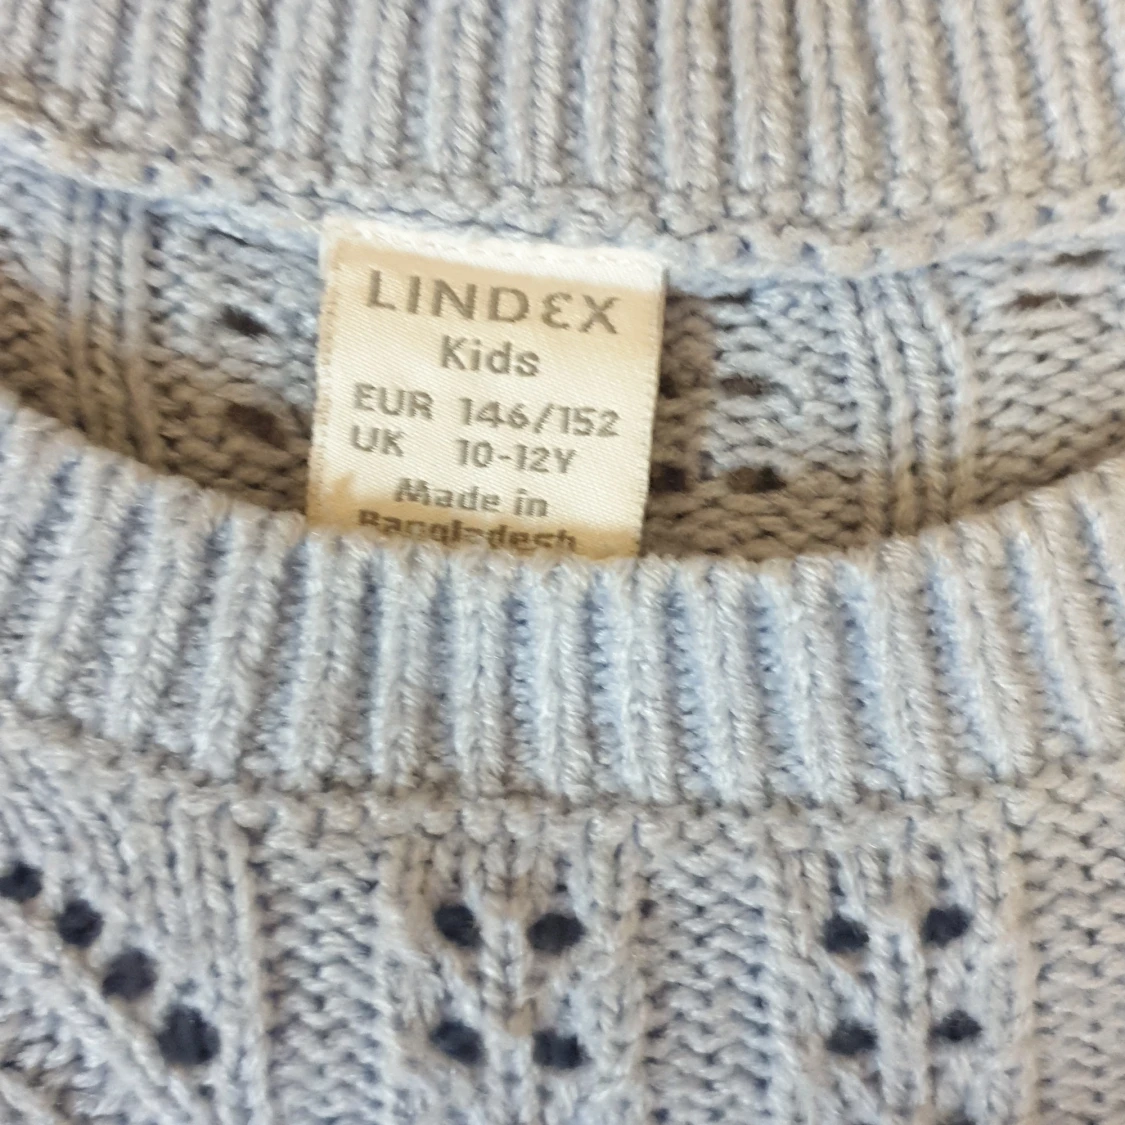 LINDEX
Kids
EUR 146/152
UK 10-12Y
Made in
Bangladesh